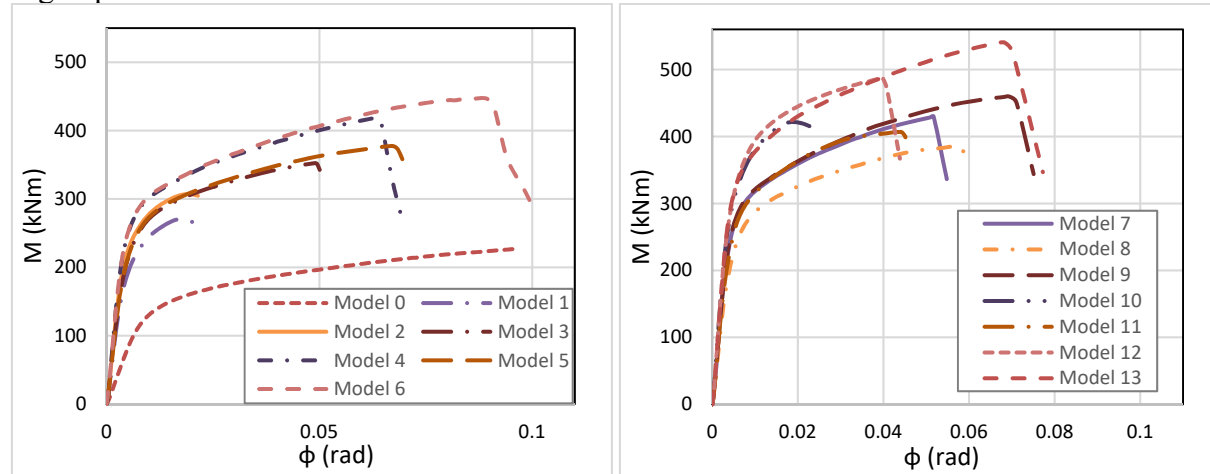 500
400
300
200
100
0
M (kNm)
0 0.05 0.1
ϕ (rad)
Model 0 Model 1
Model 2 Model 3
Model 4 Model 5
Model 6
500
400
300
200
100
0
M (kNm)
0 0.02 0.04 0.06 0.08 0.1
ϕ (rad)
Model 7
Model 8
Model 9
Model 10
Model 11
Model 12
Model 13